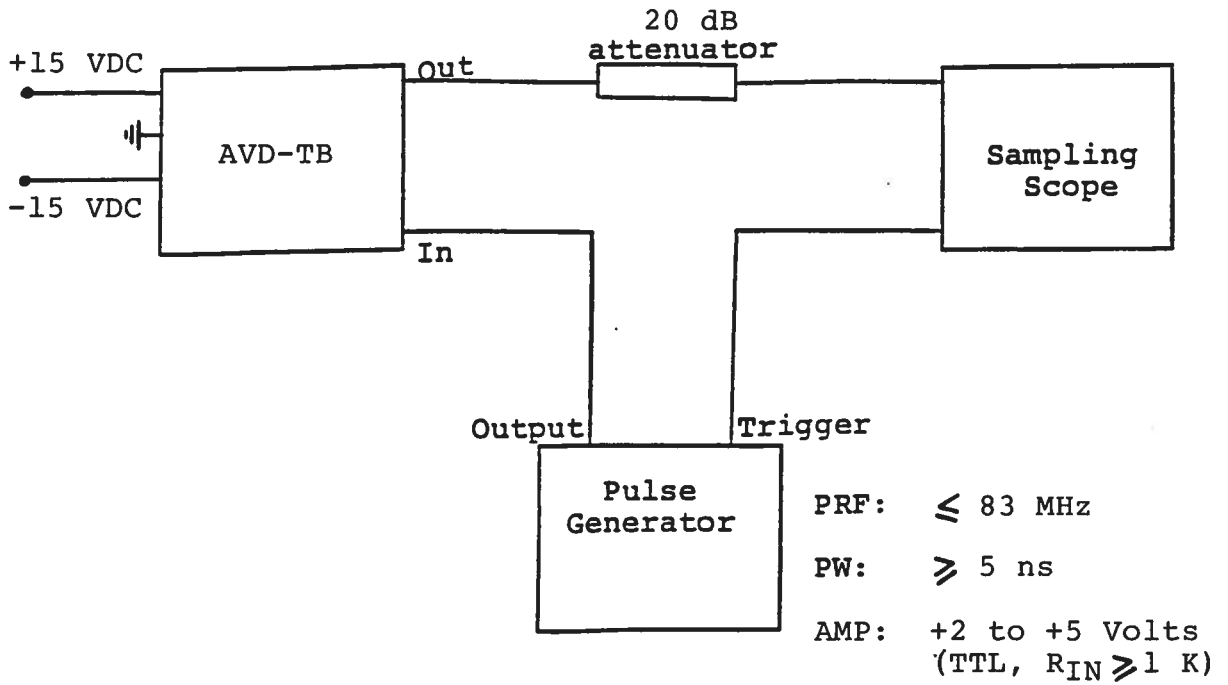 20 dB
attenuator
+15 VDC
Out
AVD-TB
Sampling
Scope
-15 VDC
In
Output
Trigger
Pulse
Generator
PRF: ≤ 83 MHz
PW: ≥ 5 ns
AMP: +2 to +5 Volts
(TTL, RIN ≥ 1 K)